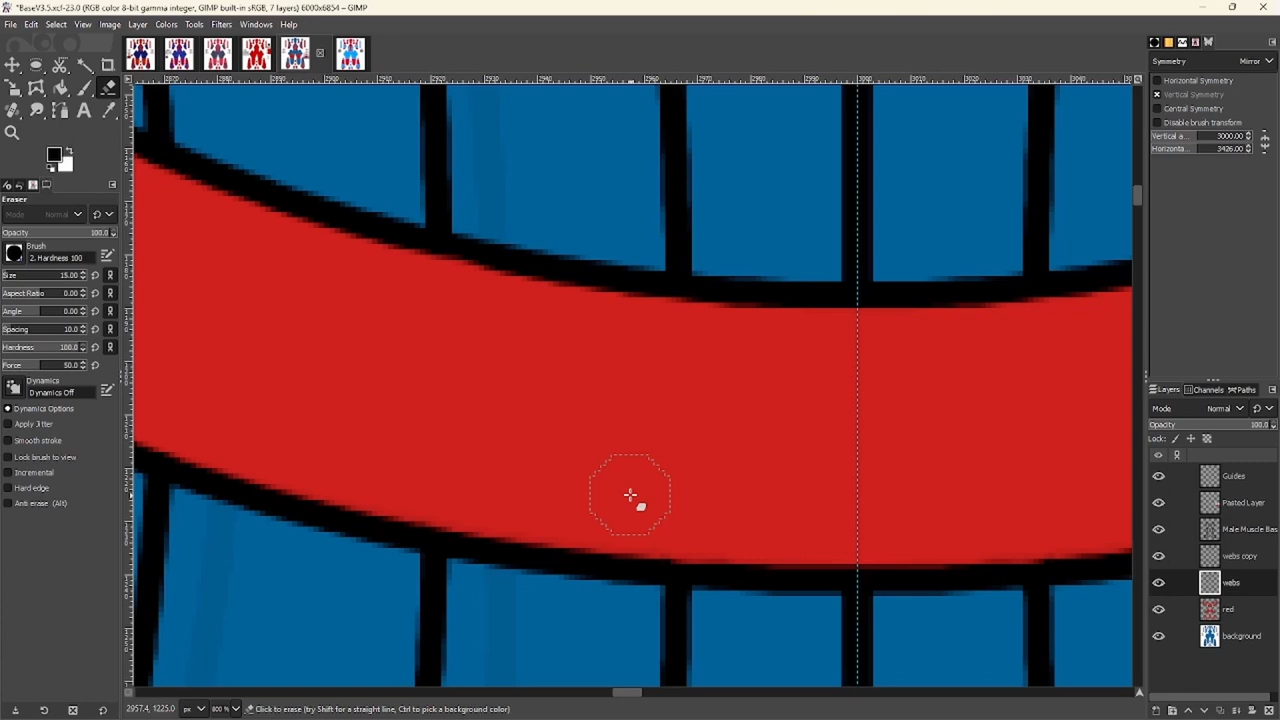 *BaseV3.5.xcf-23.0 (RGB color 8-bit gamma integer, GIMP built-in sRGB, 7 layers) 6000x6854 – GIMP
File Edit Select View Image Layer Colors Tools Filters Windows Help
Symmetry Mirror
Horizontal Symmetry
Vertical Symmetry
Central Symmetry
Disable brush transform
Vertical a... 3000.00
Horizonta... 3426.00
Eraser
Mode Normal
Opacity 100.0
Brush
2. Hardness 100
Size 15.00
Aspect Ratio 0.00
Angle 0.00
Spacing 10.0
Hardness 100.0
Force 50.0
Dynamics
Dynamics Off
Dynamics Options
Apply Jitter
Smooth stroke
Lock brush to view
Incremental
Hard edge
Anti erase (Alt)
Layers Channels Paths
Mode Normal
Opacity 100.0
Lock:
Guides
Pasted Layer
Male Muscle Bas
webs copy
webs
red
background
2957.4, 1225.0 px 800 % Click to erase (try Shift for a straight line, Ctrl to pick a background color)